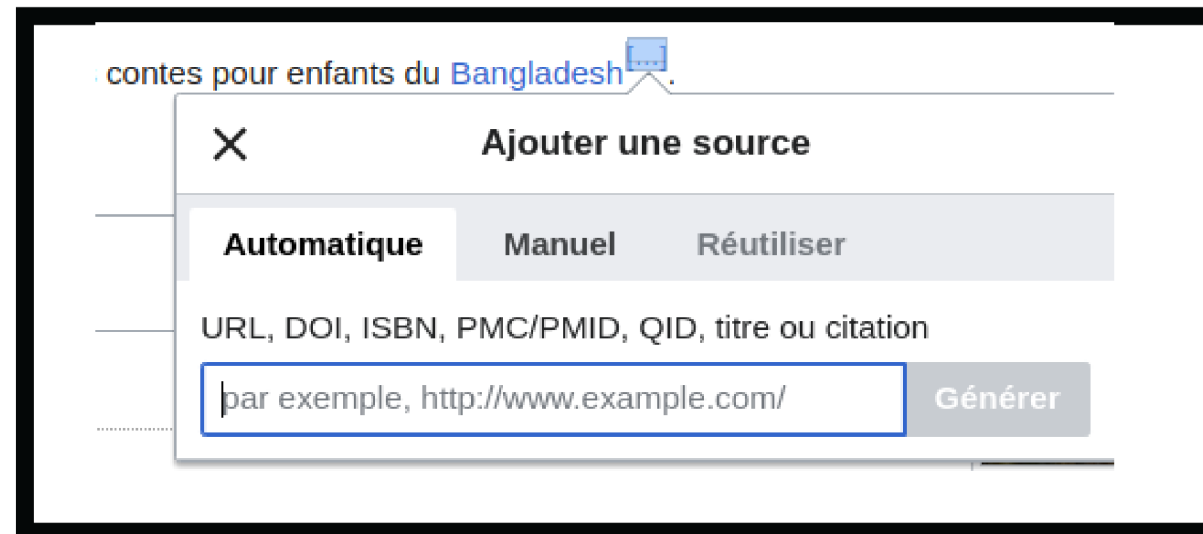 contes pour enfants du Bangladesh[...].
Ajouter une source
Automatique Manuel Réutiliser
URL, DOI, ISBN, PMC/PMID, QID, titre ou citation
par exemple, http://www.example.com/ Générer